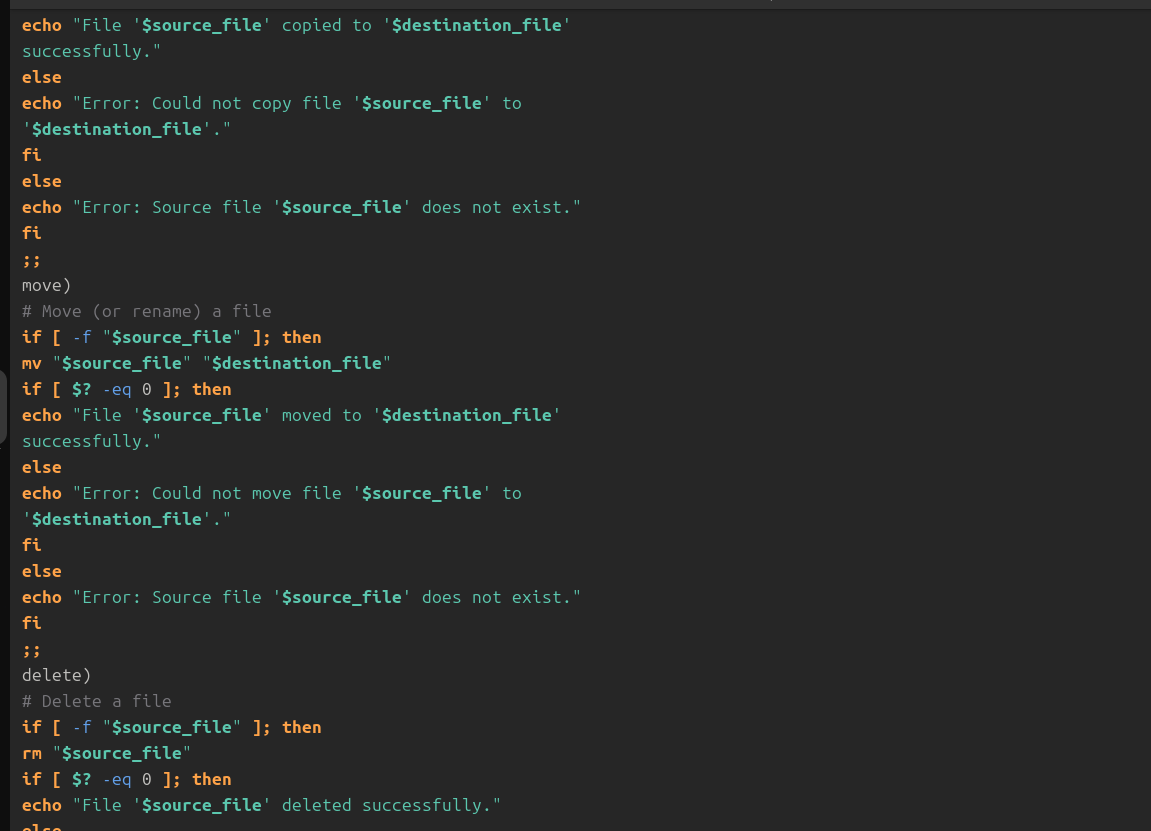 echo "File '$source_file' copied to '$destination_file'
successfully."
else
echo "Error: Could not copy file '$source_file' to
'$destination_file'."
fi
else
echo "Error: Source file '$source_file' does not exist."
fi
;;
move)
# Move (or rename) a file
if [ -f "$source_file" ]; then
mv "$source_file" "$destination_file"
if [ $? -eq 0 ]; then
echo "File '$source_file' moved to '$destination_file'
successfully."
else
echo "Error: Could not move file '$source_file' to
'$destination_file'."
fi
else
echo "Error: Source file '$source_file' does not exist."
fi
;;
delete)
# Delete a file
if [ -f "$source_file" ]; then
rm "$source_file"
if [ $? -eq 0 ]; then
echo "File '$source_file' deleted successfully."
else